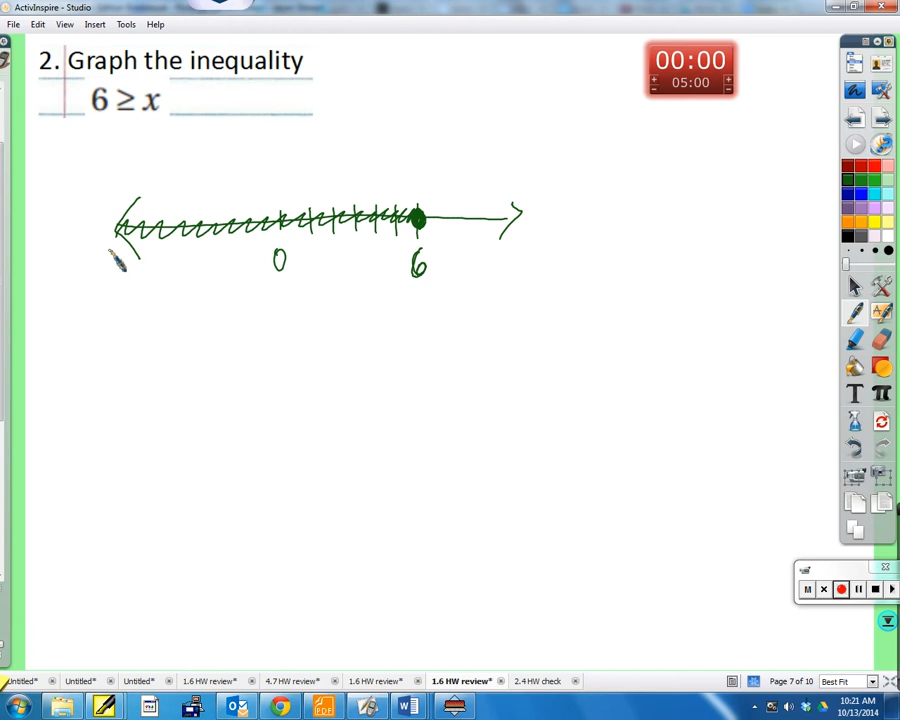 ActivInspire - Studio
File Edit View Insert Tools Help
2. Graph the inequality
6 ≥ x
00:00
05:00
0 6
T π
M
Untitled* Untitled* Untitled* 1.6 HW review* 4.7 HW review* 1.6 HW review* 1.6 HW review* 2.4 HW check
Page 7 of 10 Best Fit
10:21 AM
10/13/2014